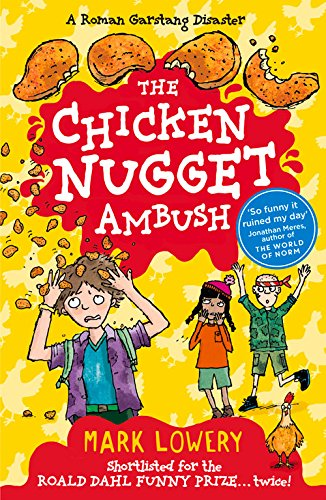 A Roman Garstang Disaster
THE
CHICKEN
NUGGET
AMBUSH
'So funny it
ruined my day'
Jonathan Meres,
author of
THE WORLD
OF NORM
MARK LOWERY
Shortlisted for the
ROALD DAHL FUNNY PRIZE...twice!